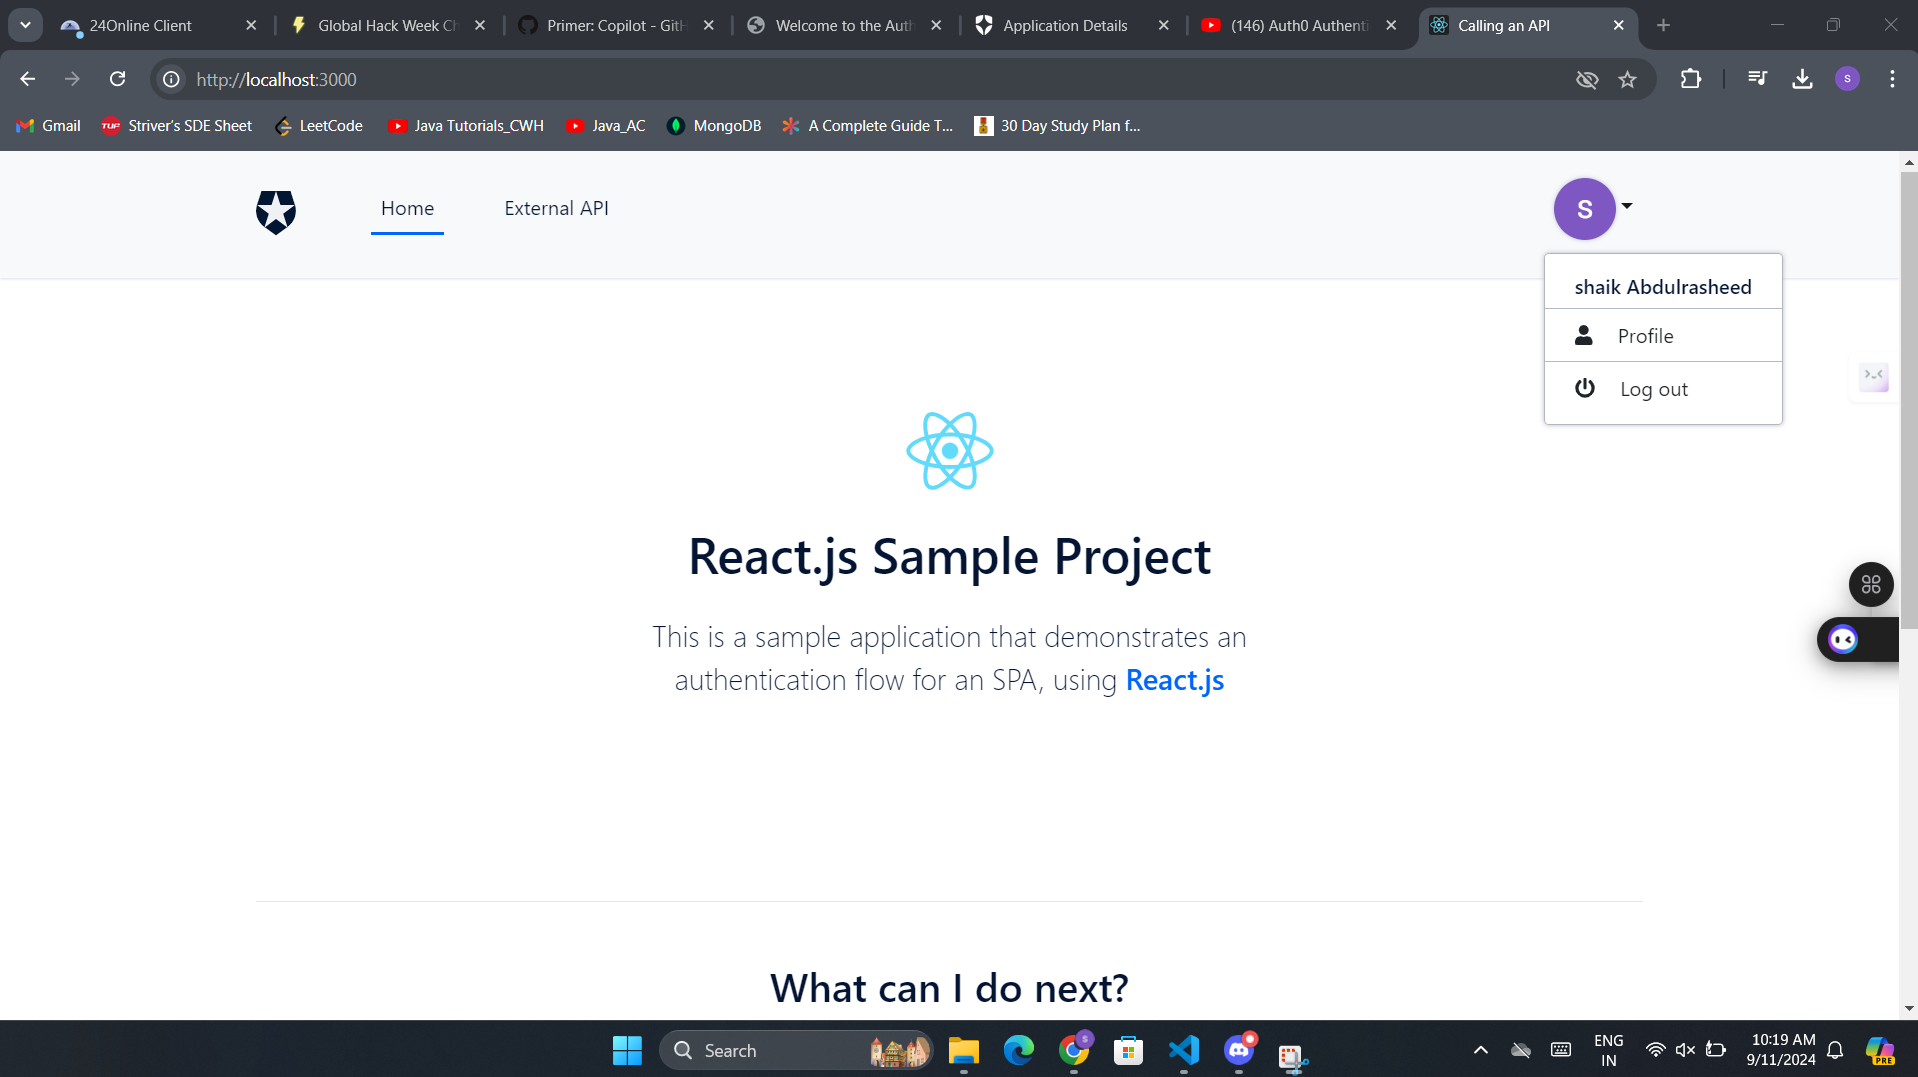 24Online Client
Global Hack Week Ch
Primer: Copilot - GitH
Welcome to the Auth
Application Details
(146) Auth0 Authenti
Calling an API
http://localhost:3000
S
Gmail
TUF
Striver's SDE Sheet
LeetCode
Java Tutorials_CWH
Java_AC
MongoDB
A Complete Guide T...
30 Day Study Plan f...
Home
External API
S
shaik Abdulrasheed
Profile
Log out
React.js Sample Project
This is a sample application that demonstrates an
authentication flow for an SPA, using React.js
What can I do next?
Search
S
ENG
IN
10:19 AM
9/11/2024
PRE